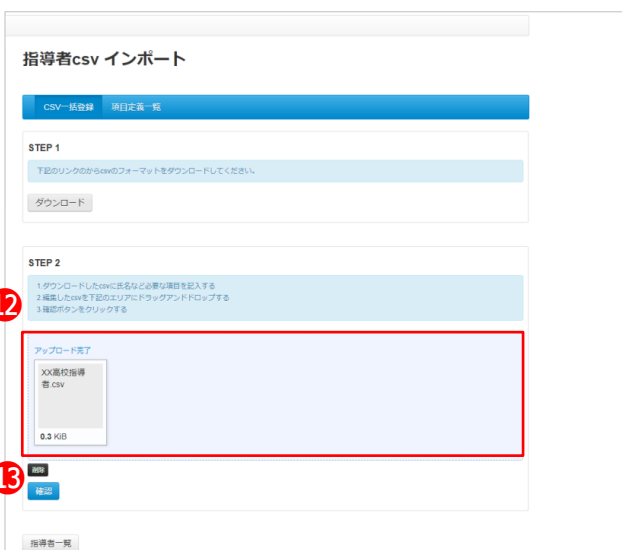 指導者csv インポート
CSV一括登録 項目定義一覧
STEP 1
下記のリンクのからcsvのフォーマットをダウンロードしてください。
ダウンロード
STEP 2
1.ダウンロードしたcsvに氏名など必要な項目を記入する
2.編集したcsvを下記のエリアにドラッグアンドドロップする
3.確認ボタンをクリックする
12
アップロード完了
XX高校指導
者.csv
0.3 KiB
13
削除
確認
指導者一覧